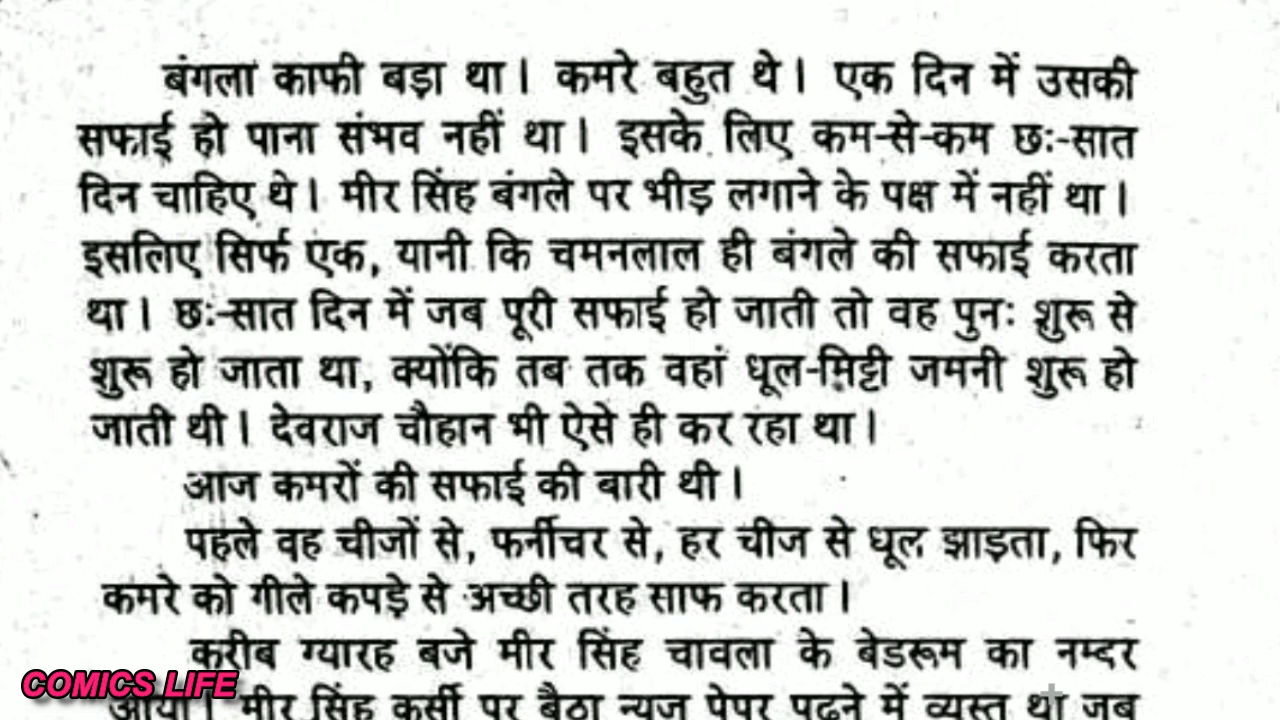 बंगला काफी बड़ा था। कमरे बहुत थे। एक दिन में उसकी
सफाई हो पाना संभव नहीं था। इसके लिए कम-से-कम छः-सात
दिन चाहिए थे। मीर सिंह बंगले पर भीड़ लगाने के पक्ष में नहीं था।
इसलिए सिर्फ एक, यानी कि चमनलाल ही बंगले की सफाई करता
था। छः-सात दिन में जब पूरी सफाई हो जाती तो वह पुनः शुरू से
शुरू हो जाता था, क्योंकि तब तक वहां धूल-मिट्टी जमनी शुरू हो
जाती थी। देवराज चौहान भी ऐसे ही कर रहा था।
आज कमरों की सफाई की बारी थी।
पहले वह चीजों से, फर्नीचर से, हर चीज से धूल झाड़ता, फिर
कमरे को गीले कपड़े से अच्छी तरह साफ करता।
करीब ग्यारह बजे मीर सिंह चावला के बेडरूम का नम्बर
आया। मीर सिंह कुर्सी पर बैठा न्यूज पेपर पढ़ने में व्यस्त था जब
COMICS LIFE